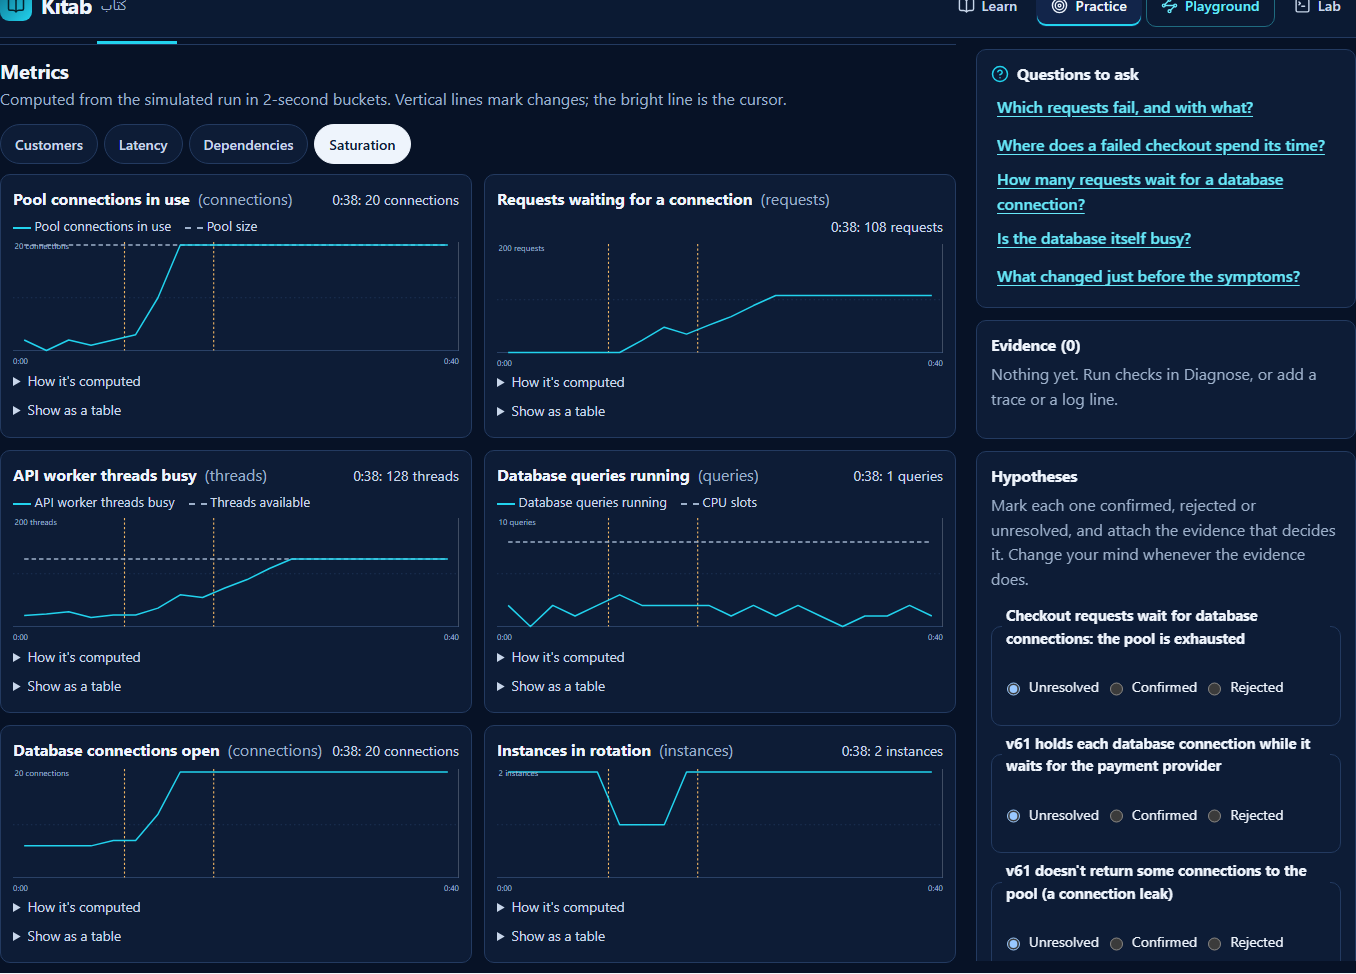 Kitab كتاب
Learn
Practice
Playground
Lab
Metrics
Computed from the simulated run in 2-second buckets. Vertical lines mark changes; the bright line is the cursor.
Customers
Latency
Dependencies
Saturation
Pool connections in use (connections) 0:38: 20 connections
Pool connections in use Pool size
20 connections
0:00 0:40
How it's computed
Show as a table
Requests waiting for a connection (requests)
0:38: 108 requests
200 requests
0:00 0:40
How it's computed
Show as a table
API worker threads busy (threads) 0:38: 128 threads
API worker threads busy Threads available
200 threads
0:00 0:40
How it's computed
Show as a table
Database queries running (queries) 0:38: 1 queries
Database queries running CPU slots
10 queries
0:00 0:40
How it's computed
Show as a table
Database connections open (connections) 0:38: 20 connections
20 connections
0:00 0:40
How it's computed
Show as a table
Instances in rotation (instances) 0:38: 2 instances
2 instances
0:00 0:40
How it's computed
Show as a table
Questions to ask
Which requests fail, and with what?
Where does a failed checkout spend its time?
How many requests wait for a database
connection?
Is the database itself busy?
What changed just before the symptoms?
Evidence (0)
Nothing yet. Run checks in Diagnose, or add a
trace or a log line.
Hypotheses
Mark each one confirmed, rejected or
unresolved, and attach the evidence that decides
it. Change your mind whenever the evidence
does.
Checkout requests wait for database
connections: the pool is exhausted
Unresolved Confirmed Rejected
v61 holds each database connection while it
waits for the payment provider
Unresolved Confirmed Rejected
v61 doesn't return some connections to the
pool (a connection leak)
Unresolved Confirmed Rejected